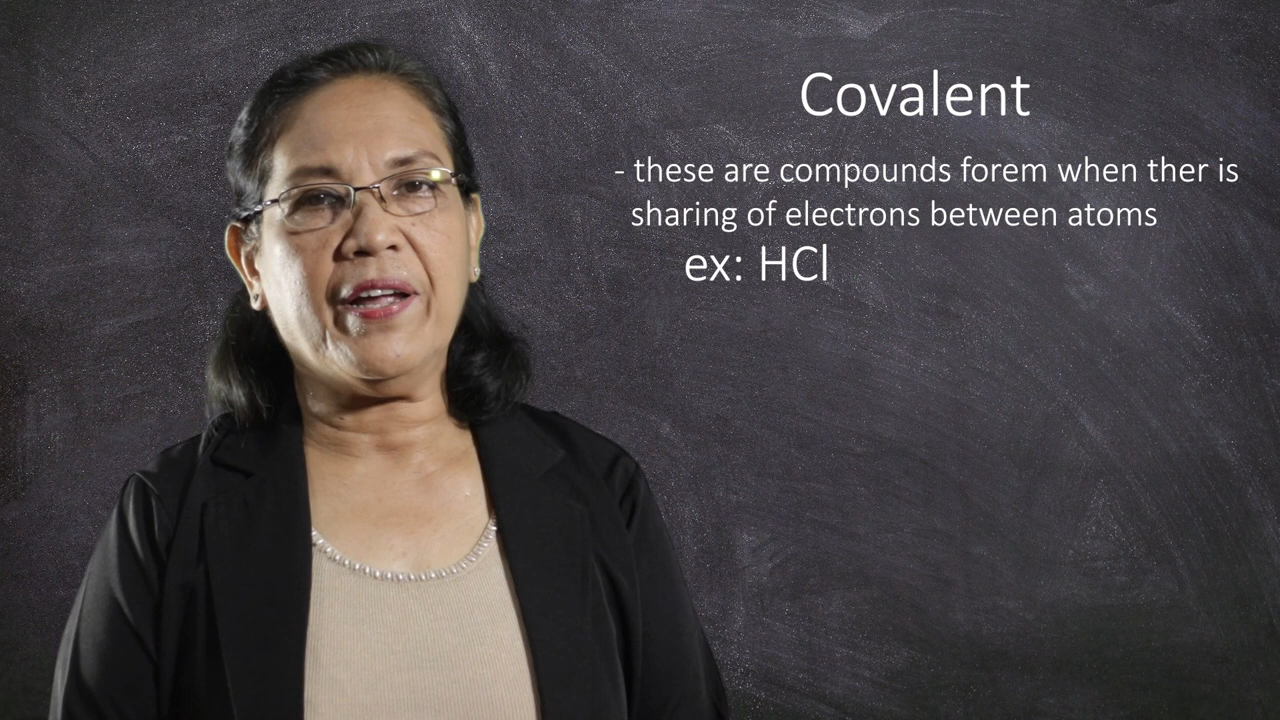 Covalent
- these are compounds forem when ther is
sharing of electrons between atoms
ex: HCl